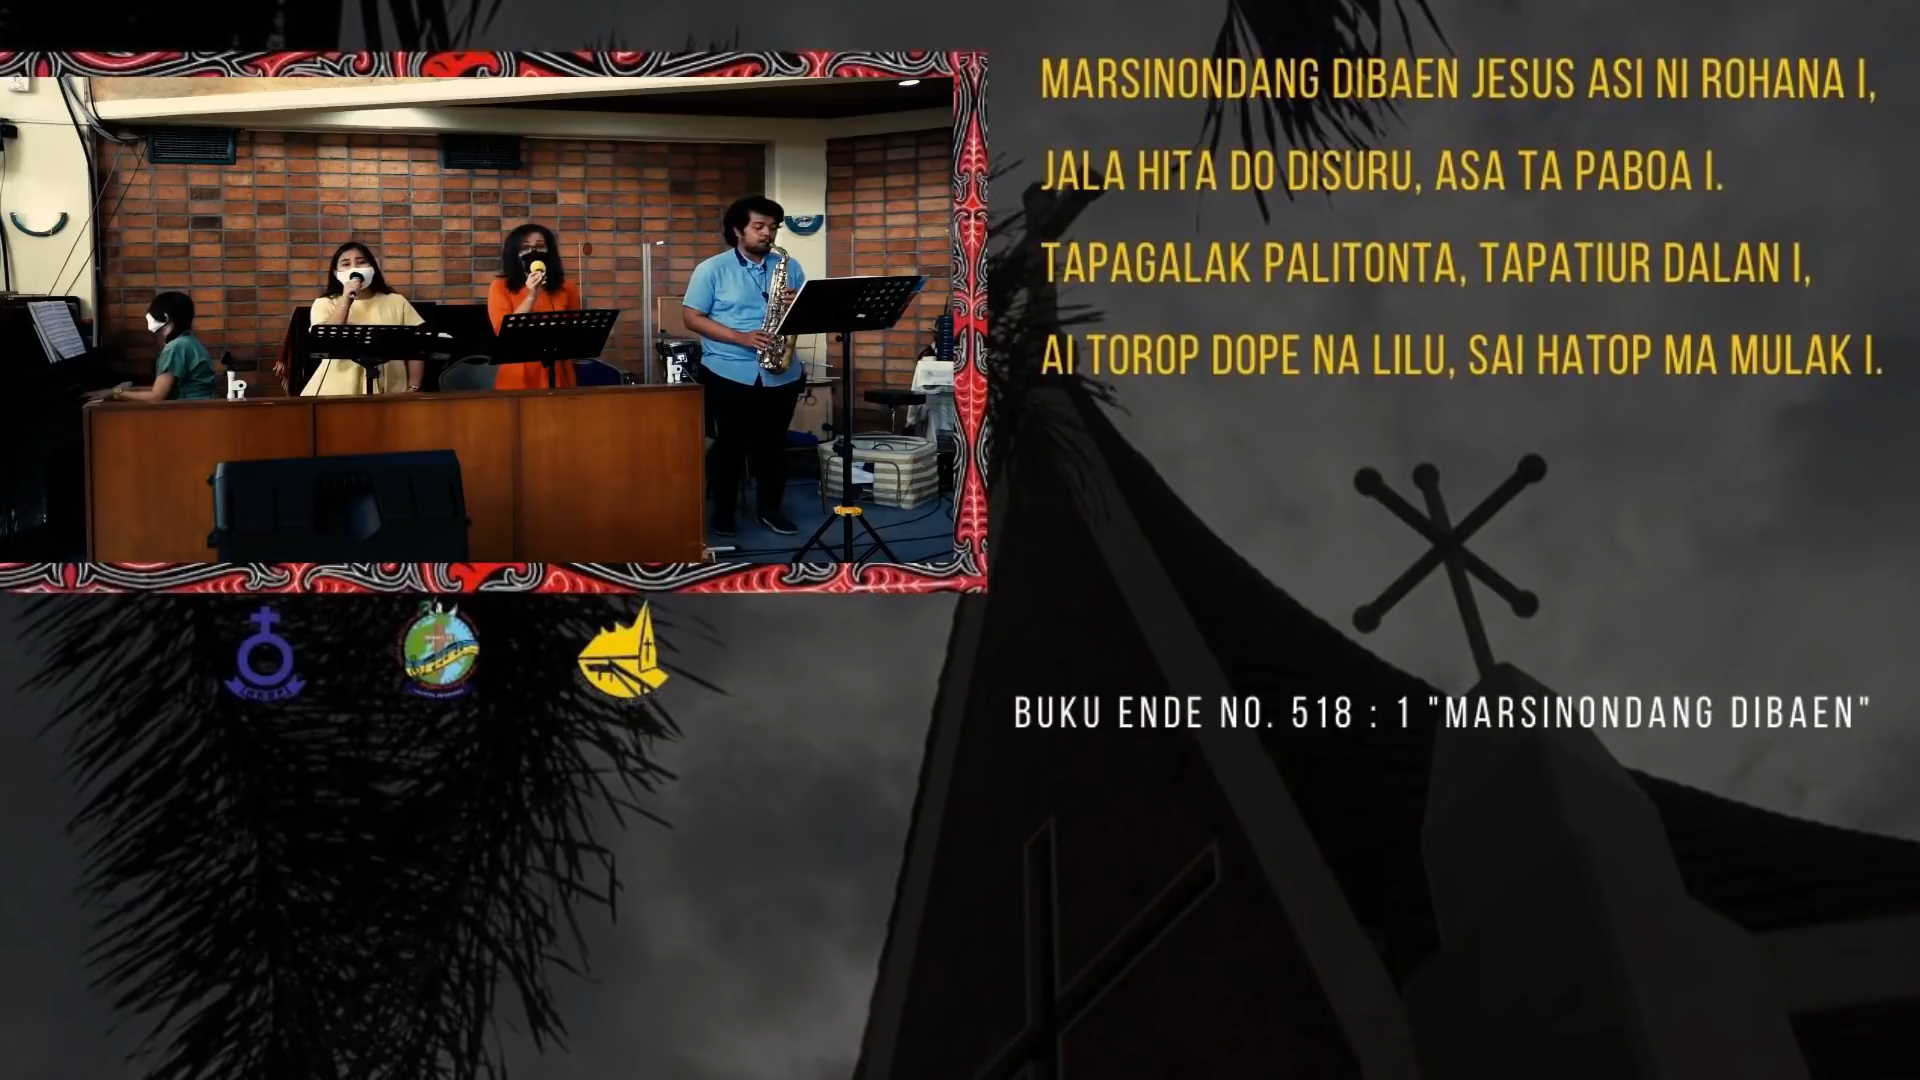 MARSINONDANG DIBAEN JESUS ASI NI ROHANA I,
JALA HITA DO DISURU, ASA TA PABOA I.
TAPAGALAK PALITONTA, TAPATIUR DALAN I,
AI TOROP DOPE NA LILU, SAI HATOP MA MULAK I.
BUKU ENDE NO. 518 : 1 "MARSINONDANG DIBAEN"